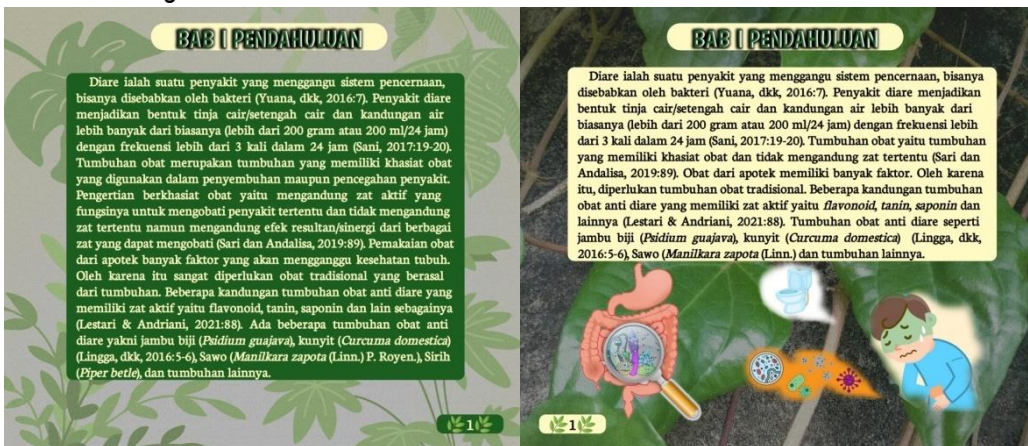 BAB I PENDAHULUAN
Diare ialah suatu penyakit yang menggangu sistem pencernaan,
bisanya disebabkan oleh bakteri (Yuana, dkk, 2016:7). Penyakit diare
menjadikan bentuk tinja cair/setengah cair dan kandungan air
lebih banyak dari biasanya (lebih dari 200 gram atau 200 ml/24 jam)
dengan frekuensi lebih dari 3 kali dalam 24 jam (Sani, 2017:19-20).
Tumbuhan obat merupakan tumbuhan yang memiliki khasiat obat
yang digunakan dalam penyembuhan maupun pencegahan penyakit.
Pengertian berkhasiat obat yaitu mengandung zat aktif yang
fungsinya untuk mengobati penyakit tertentu dan tidak mengandung
zat tertentu namun mengandung efek resultan/sinergi dari berbagai
zat yang dapat mengobati (Sari dan Andalisa, 2019:89). Pemakaian obat
dari apotek banyak faktor yang akan mengganggu kesehatan tubuh.
Oleh karena itu sangat diperlukan obat tradisional yang berasal
dari tumbuhan. Beberapa kandungan tumbuhan obat anti diare yang
memiliki zat aktif yaitu flavonoid, tanin, saponin dan lain sebagainya
(Lestari & Andriani, 2021:88). Ada beberapa tumbuhan obat anti
diare yakni jambu biji (Psidium guajava), kunyit (Curcuma domestica)
(Lingga, dkk, 2016:5-6), Sawo (Manilkara zapota (Linn.) P. Royen.), Sirih
(Piper betle), dan tumbuhan lainnya.
1
BAB I PENDAHULUAN
Diare ialah suatu penyakit yang menggangu sistem pencernaan, bisanya
disebabkan oleh bakteri (Yuana, dkk, 2016:7). Penyakit diare menjadikan
bentuk tinja cair/setengah cair dan kandungan air lebih banyak dari
biasanya (lebih dari 200 gram atau 200 ml/24 jam) dengan frekuensi lebih
dari 3 kali dalam 24 jam (Sani, 2017:19-20). Tumbuhan obat yaitu tumbuhan
yang memiliki khasiat obat dan tidak mengandung zat tertentu (Sari dan
Andalisa, 2019:89). Obat dari apotek memiliki banyak faktor. Oleh karena
itu, diperlukan tumbuhan obat tradisional. Beberapa kandungan tumbuhan
obat anti diare yang memiliki zat aktif yaitu flavonoid, tanin, saponin dan
lainnya (Lestari & Andriani, 2021:88). Tumbuhan obat anti diare seperti
jambu biji (Psidium guajava), kunyit (Curcuma domestica) (Lingga, dkk,
2016:5-6), Sawo (Manilkara zapota (Linn.) dan tumbuhan lainnya.
1